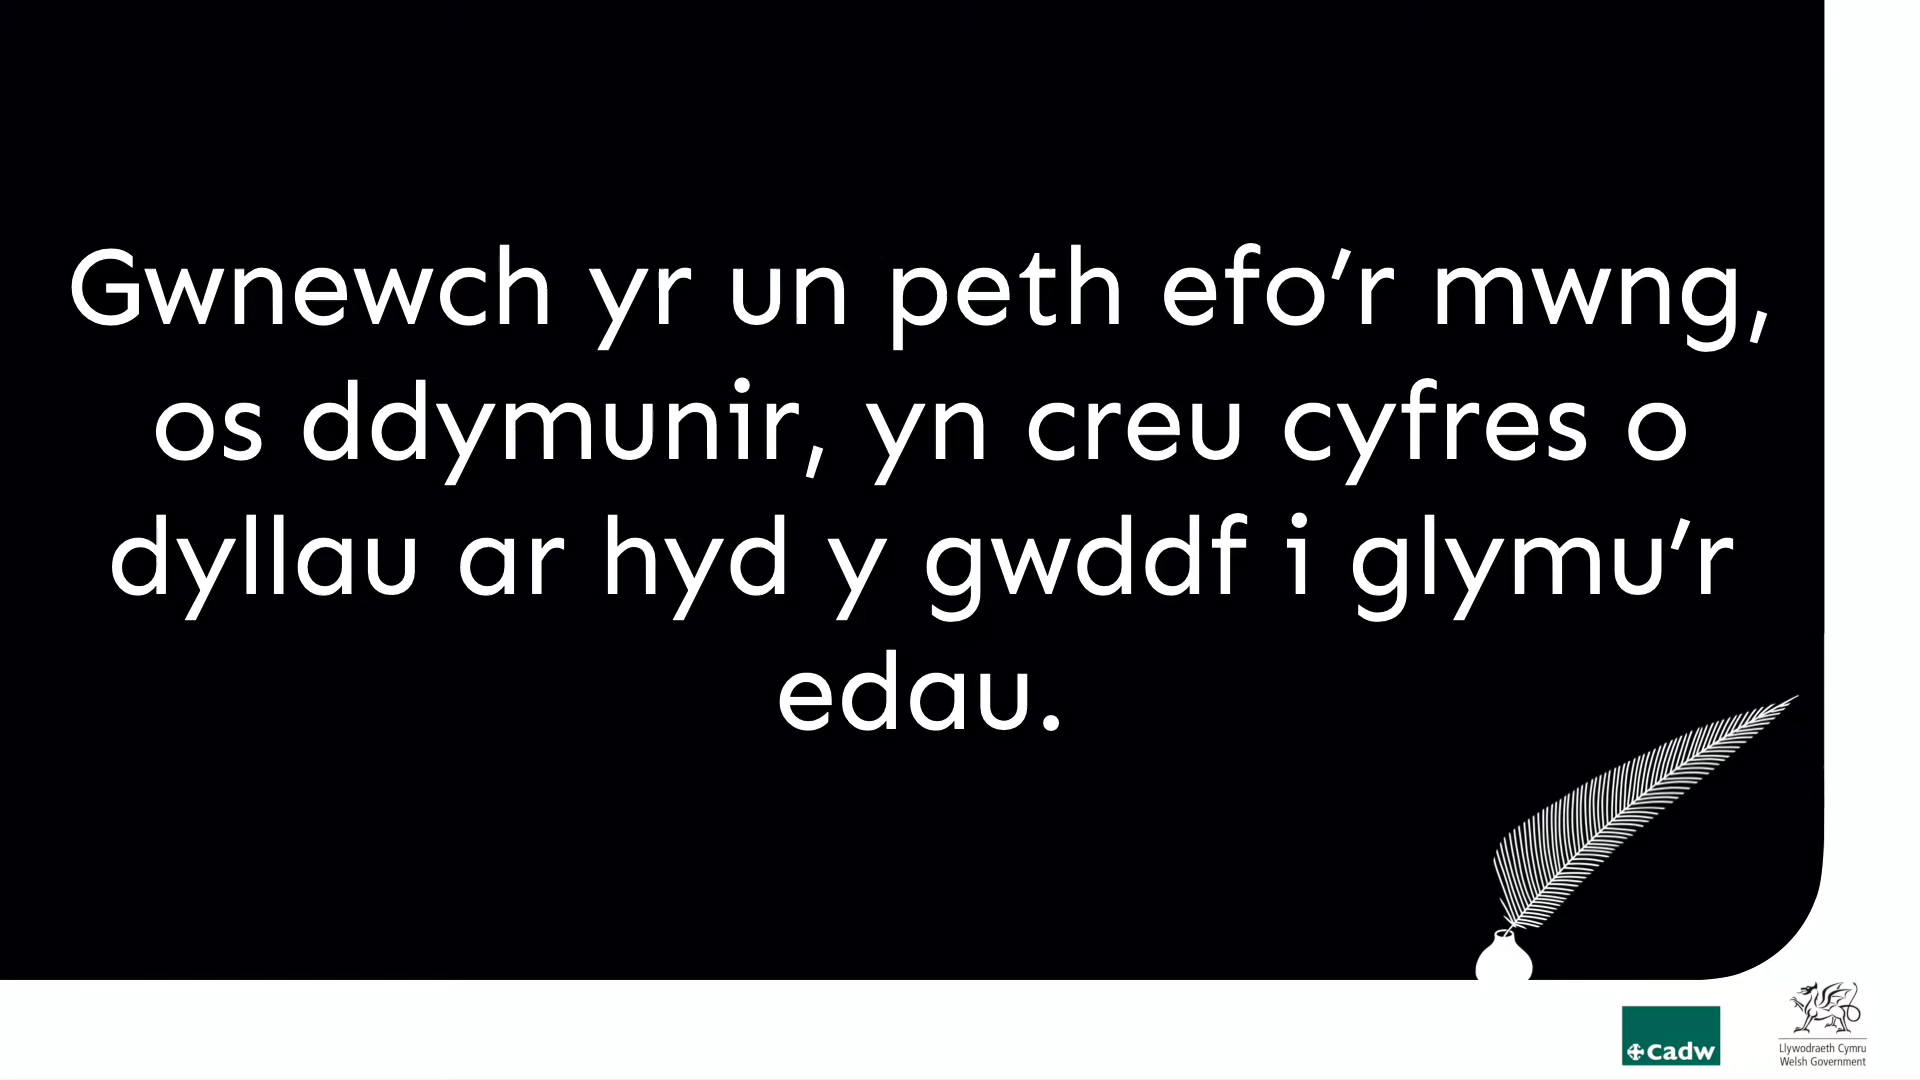 Gwnewch yr un peth efo’r mwng,
os ddymunir, yn creu cyfres o
dyllau ar hyd y gwddf i glymu’r
edau.
Cadw
Llywodraeth Cymru
Welsh Government